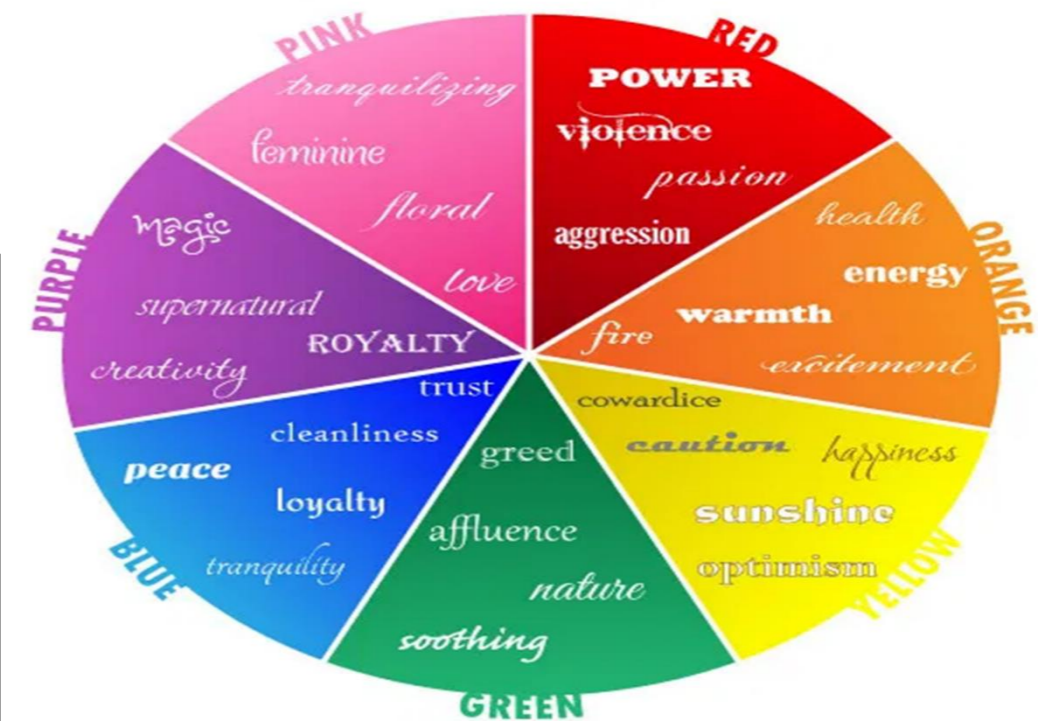 PINK
tranquilizing
feminine
floral
love
RED
POWER
violence
passion
aggression
ORANGE
health
energy
warmth
fire
excitement
YELLOW
cowardice
caution
happiness
sunshine
optimism
GREEN
greed
affluence
nature
soothing
BLUE
trust
cleanliness
peace
loyalty
tranquility
PURPLE
magic
supernatural
ROYALTY
creativity